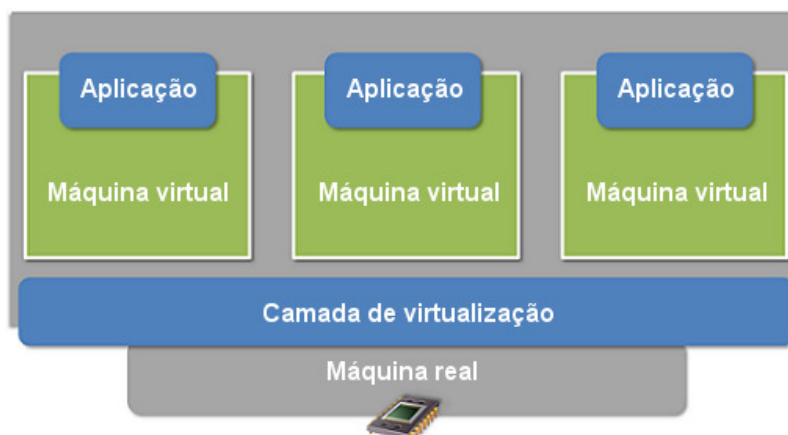 Aplicação
Aplicação
Aplicação
Máquina virtual
Máquina virtual
Máquina virtual
Camada de virtualização
Máquina real